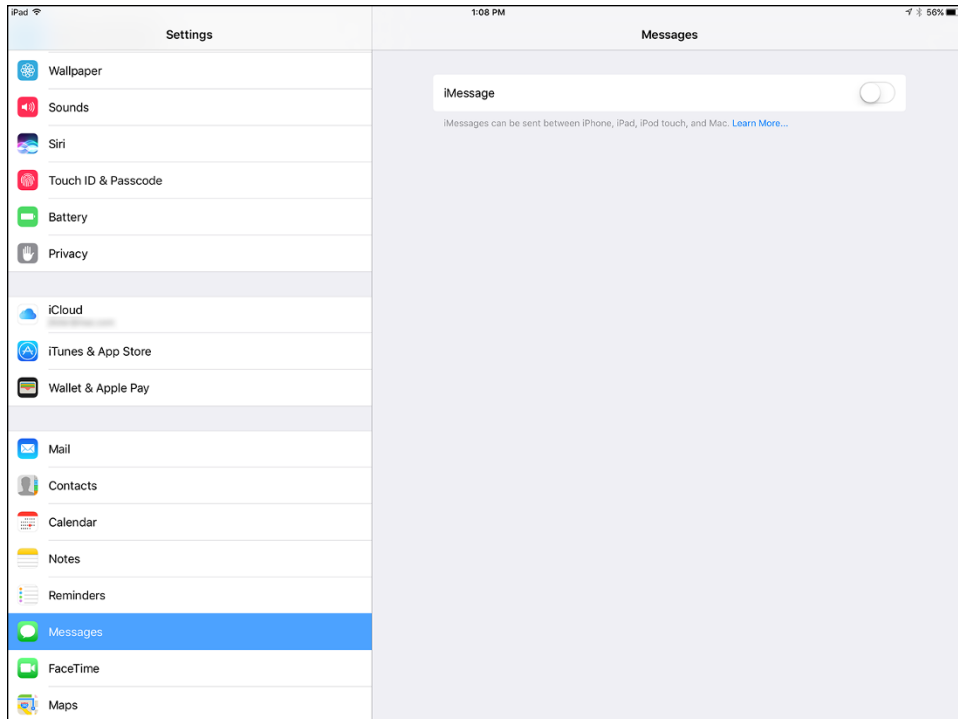 iPad 1:08 PM 56%
Settings
Messages
Wallpaper
Sounds
Siri
Touch ID & Passcode
Battery
Privacy
iCloud
iTunes & App Store
Wallet & Apple Pay
Mail
Contacts
Calendar
Notes
Reminders
Messages
FaceTime
Maps
iMessage
iMessages can be sent between iPhone, iPad, iPod touch, and Mac. Learn More...